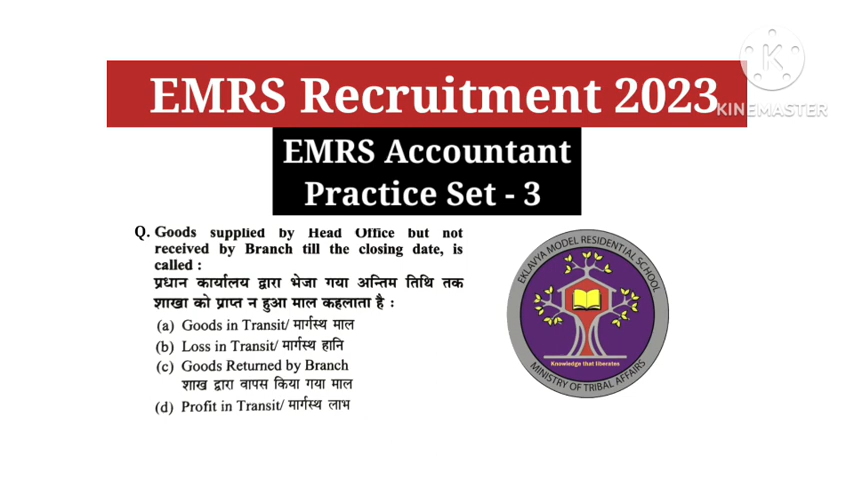 EMRS Recruitment 2023
KINEMASTER
EMRS Accountant
Practice Set - 3
Q. Goods supplied by Head Office but not
received by Branch till the closing date, is
called :
प्रधान कार्यालय द्वारा भेजा गया अन्तिम तिथि तक
शाखा को प्राप्त न हुआ माल कहलाता है :
(a) Goods in Transit/ मार्गस्थ माल
(b) Loss in Transit/ मार्गस्थ हानि
(c) Goods Returned by Branch
शाख द्वारा वापस किया गया माल
(d) Profit in Transit/ मार्गस्थ लाभ
EKLAVYA MODEL RESIDENTIAL SCHOOL
Knowledge that liberates
MINISTRY OF TRIBAL AFFAIRS